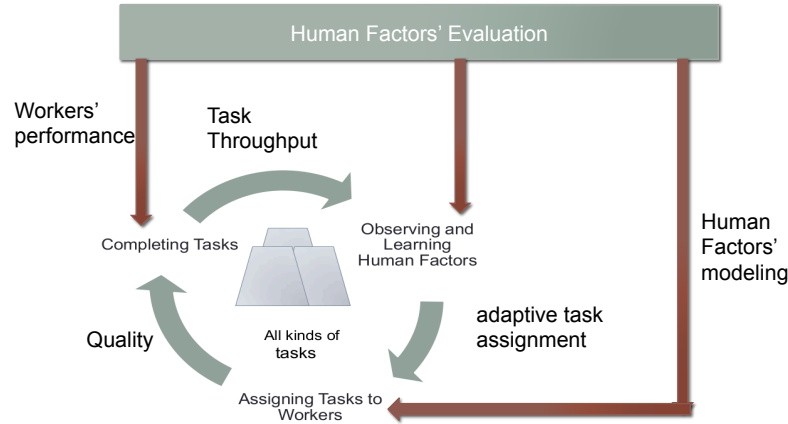 Human Factors' Evaluation
Workers'
performance
Task
Throughput
Completing Tasks
Observing and
Learning
Human Factors
Human
Factors'
modeling
Quality
All kinds of
tasks
adaptive task
assignment
Assigning Tasks to
Workers